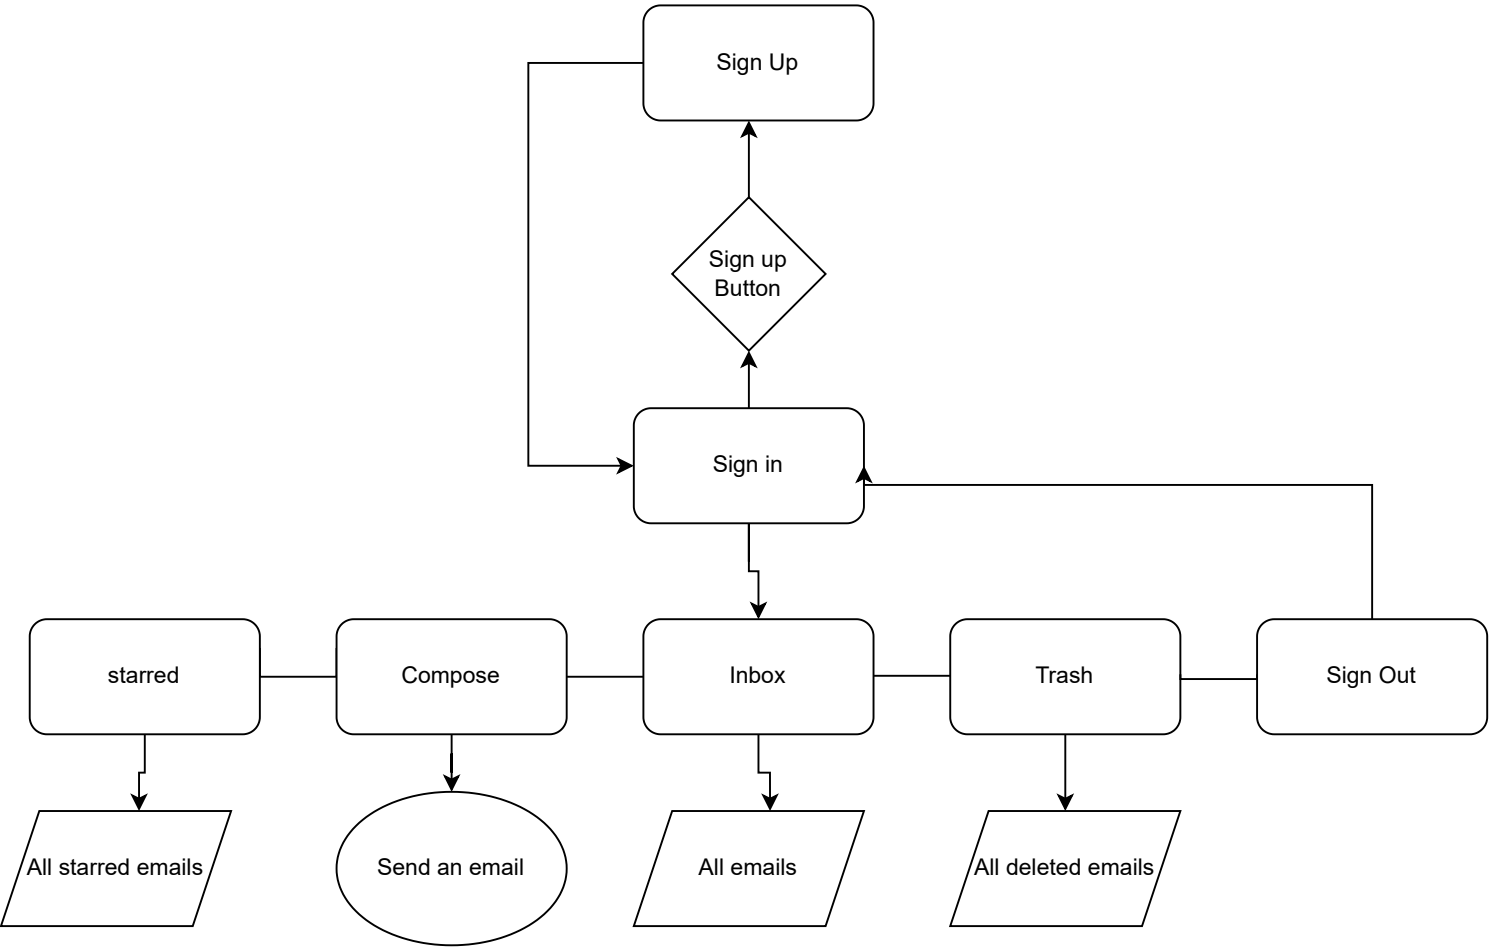 Sign Up
Sign up
Button
Sign in
starred
Compose
Inbox
Trash
Sign Out
All starred emails
Send an email
All emails
All deleted emails